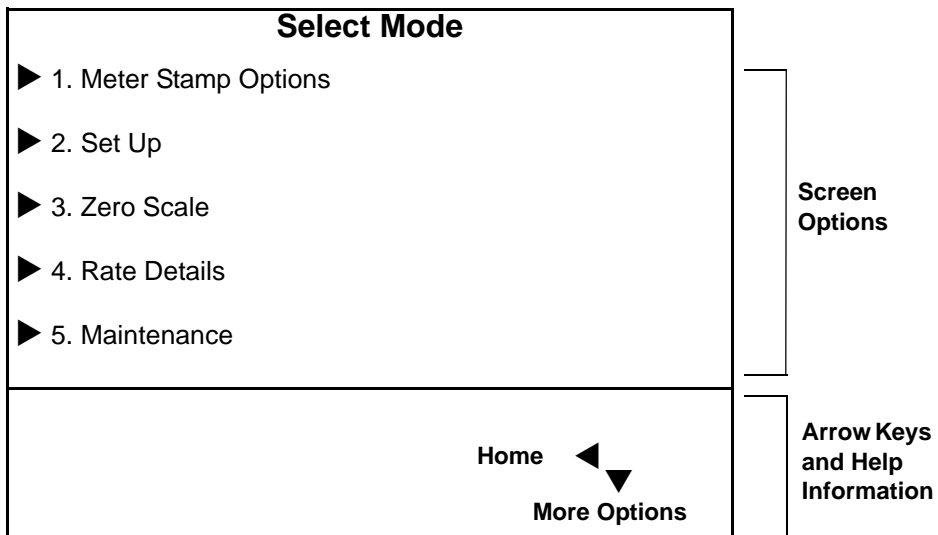 Select Mode
1. Meter Stamp Options
2. Set Up
3. Zero Scale
4. Rate Details
5. Maintenance
Screen
Options
Home
More Options
Arrow Keys
and Help
Information